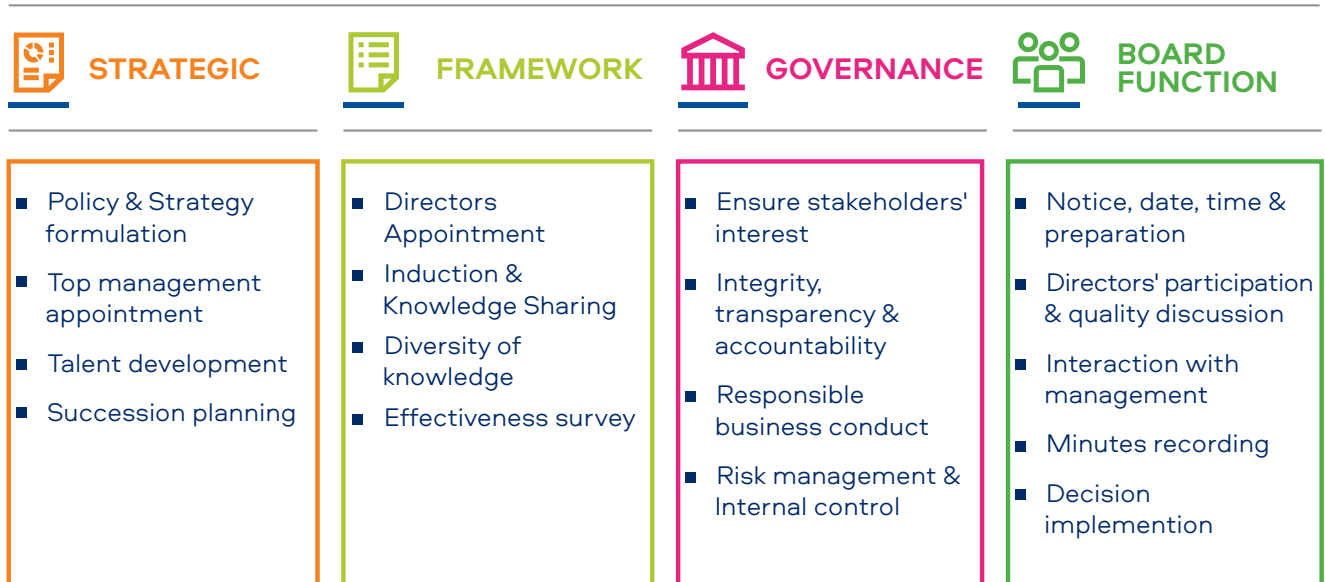 STRATEGIC
FRAMEWORK
GOVERNANCE
BOARD
FUNCTION
Policy & Strategy
formulation
Top management
appointment
Talent development
Succession planning
Directors
Appointment
Induction &
Knowledge Sharing
Diversity of
knowledge
Effectiveness survey
Ensure stakeholders'
interest
Integrity,
transparency &
accountability
Responsible
business conduct
Risk management &
Internal control
Notice, date, time &
preparation
Directors' participation
& quality discussion
Interaction with
management
Minutes recording
Decision
implemention